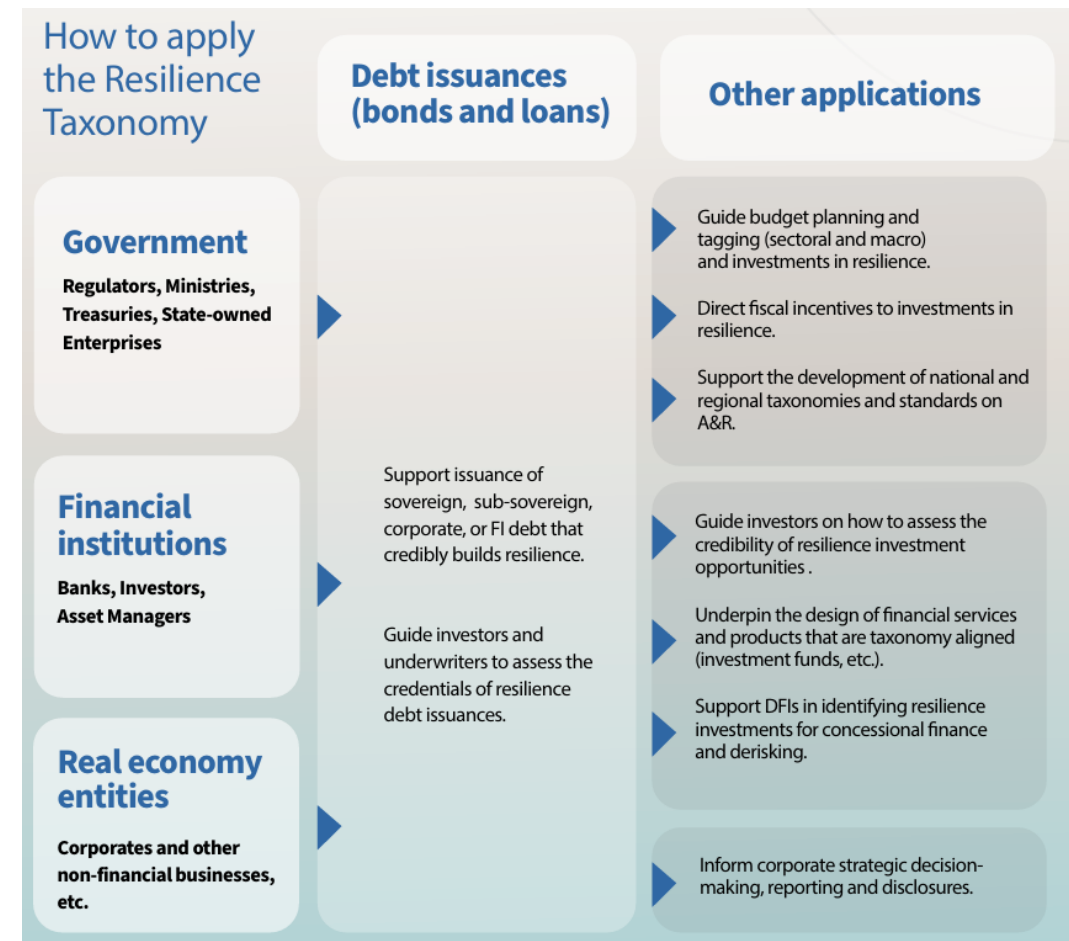 How to apply
the Resilience
Taxonomy
Debt issuances
(bonds and loans)
Other applications
Government
Regulators, Ministries,
Treasuries, State-owned
Enterprises
Financial
institutions
Banks, Investors,
Asset Managers
Real economy
entities
Corporates and other
non-financial businesses,
etc.
Support issuance of
sovereign, sub-sovereign,
corporate, or FI debt that
credibly builds resilience.
Guide investors and
underwriters to assess the
credentials of resilience
debt issuances.
Guide budget planning and
tagging (sectoral and macro)
and investments in resilience.
Direct fiscal incentives to investments in
resilience.
Support the development of national and
regional taxonomies and standards on
A&R.
Guide investors on how to assess the
credibility of resilience investment
opportunities .
Underpin the design of financial services
and products that are taxonomy aligned
(investment funds, etc.).
Support DFIs in identifying resilience
investments for concessional finance
and derisking.
Inform corporate strategic decision-
making, reporting and disclosures.